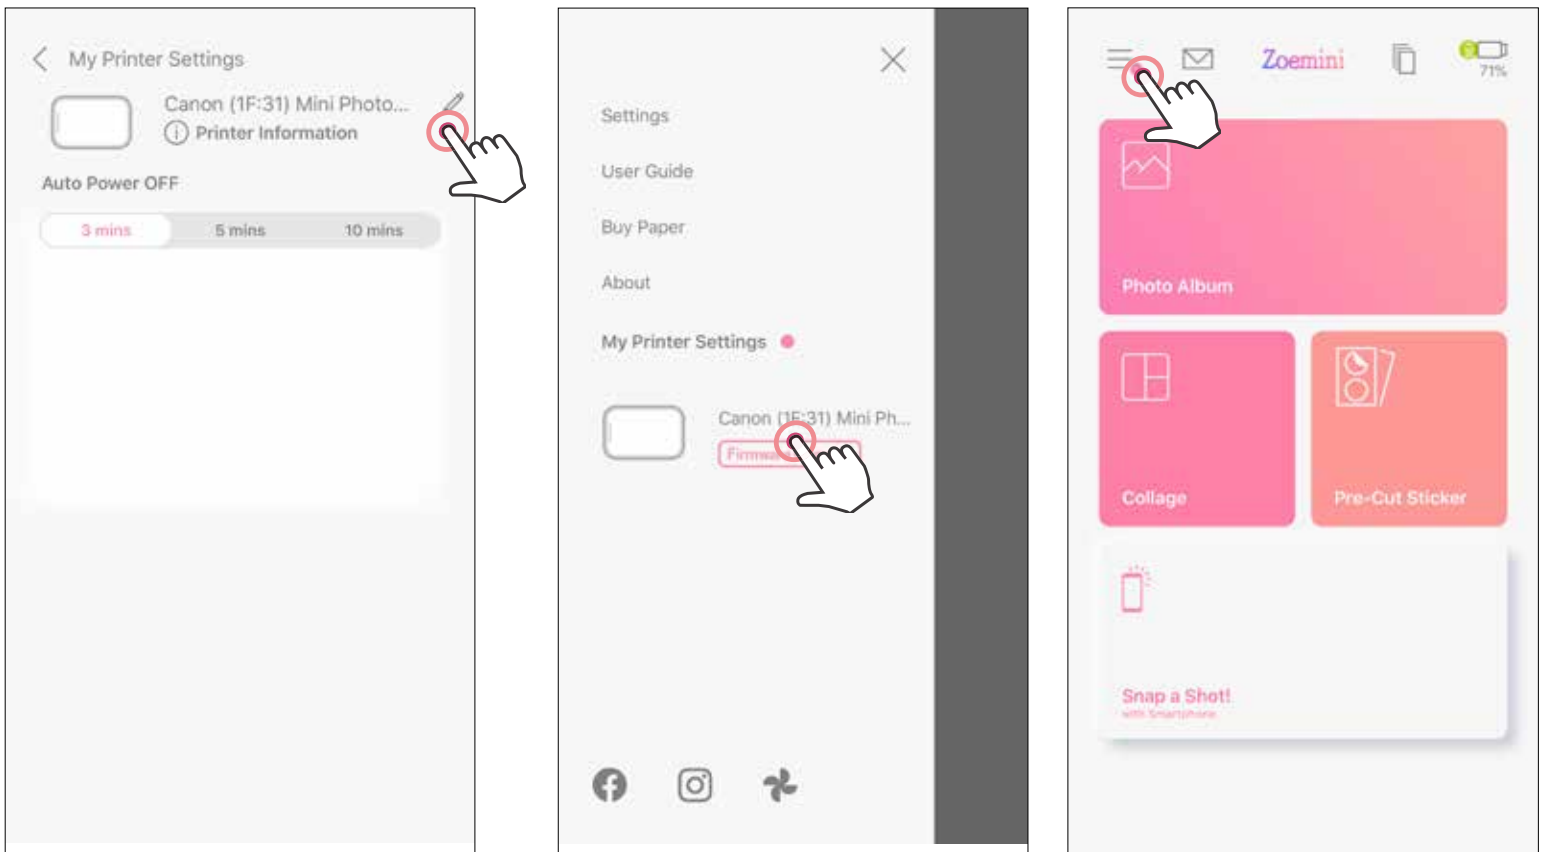 My Printer Settings
Canon (1F:31) Mini Photo...
Printer Information
Auto Power OFF
3 mins 5 mins 10 mins
Settings
User Guide
Buy Paper
About
My Printer Settings
Canon (1F:31) Mini Ph...
Zoemini
71%
Photo Album
Collage
Pre-Cut Sticker
Snap a Shot!
with Smartphone